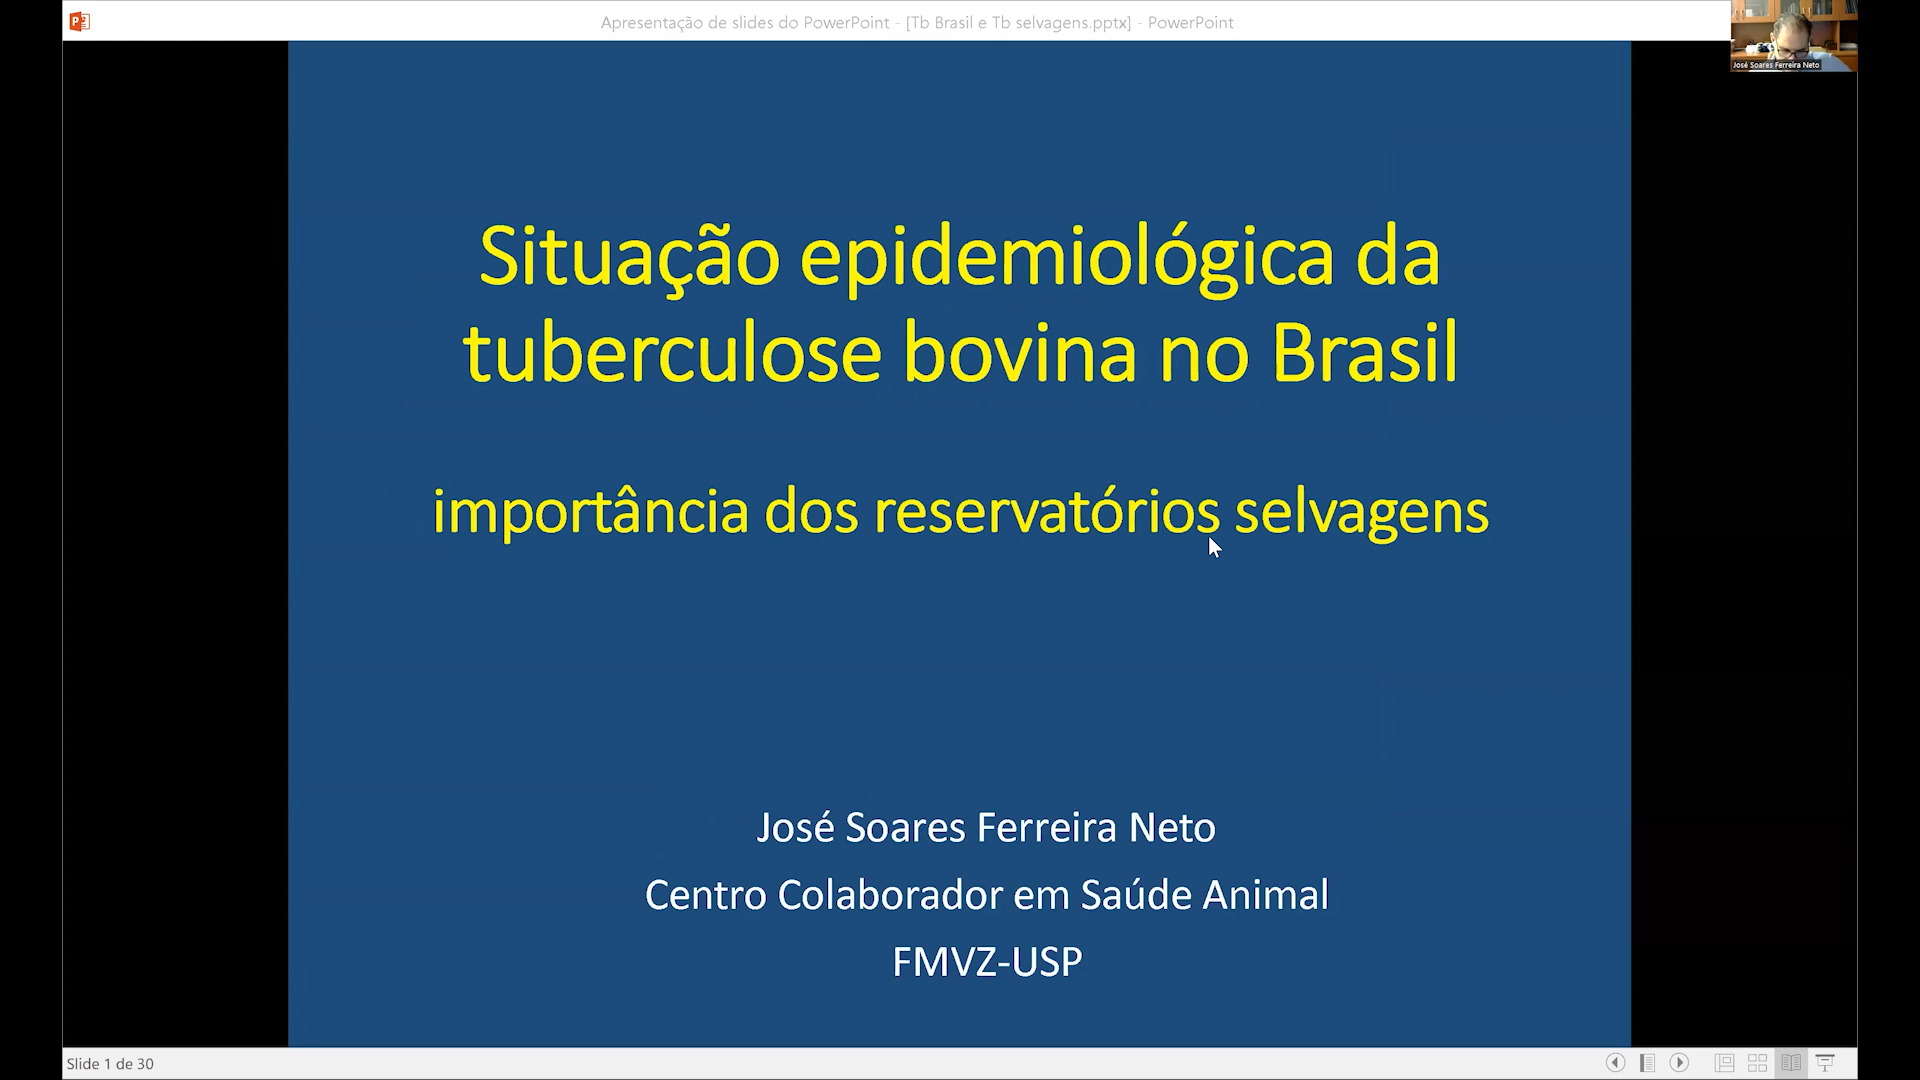 Apresentação de slides do PowerPoint - [Tb Brasil e Tb selvagens.pptx] - PowerPoint
José Soares Ferreira Neto
Situação epidemiológica da
tuberculose bovina no Brasil
importância dos reservatórios selvagens
José Soares Ferreira Neto
Centro Colaborador em Saúde Animal
FMVZ-USP
Slide 1 de 30